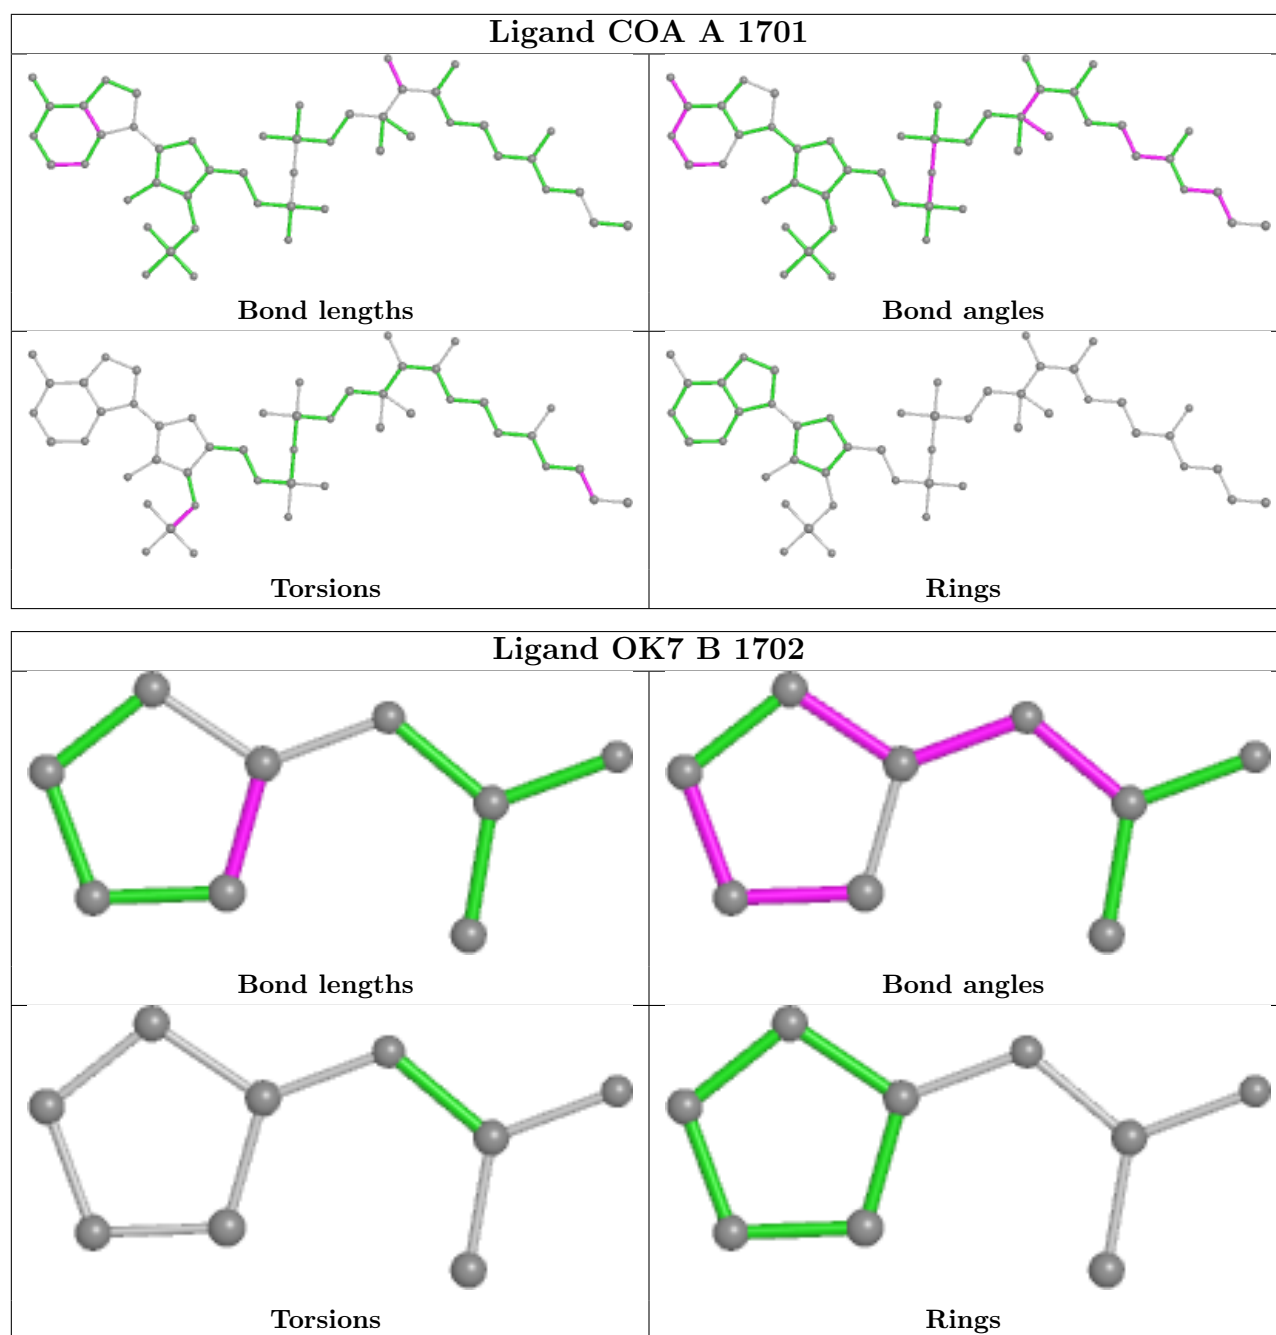 Ligand COA A 1701
Bond lengths
Bond angles
Torsions
Rings
Ligand OK7 B 1702
Bond lengths
Bond angles
Torsions
Rings